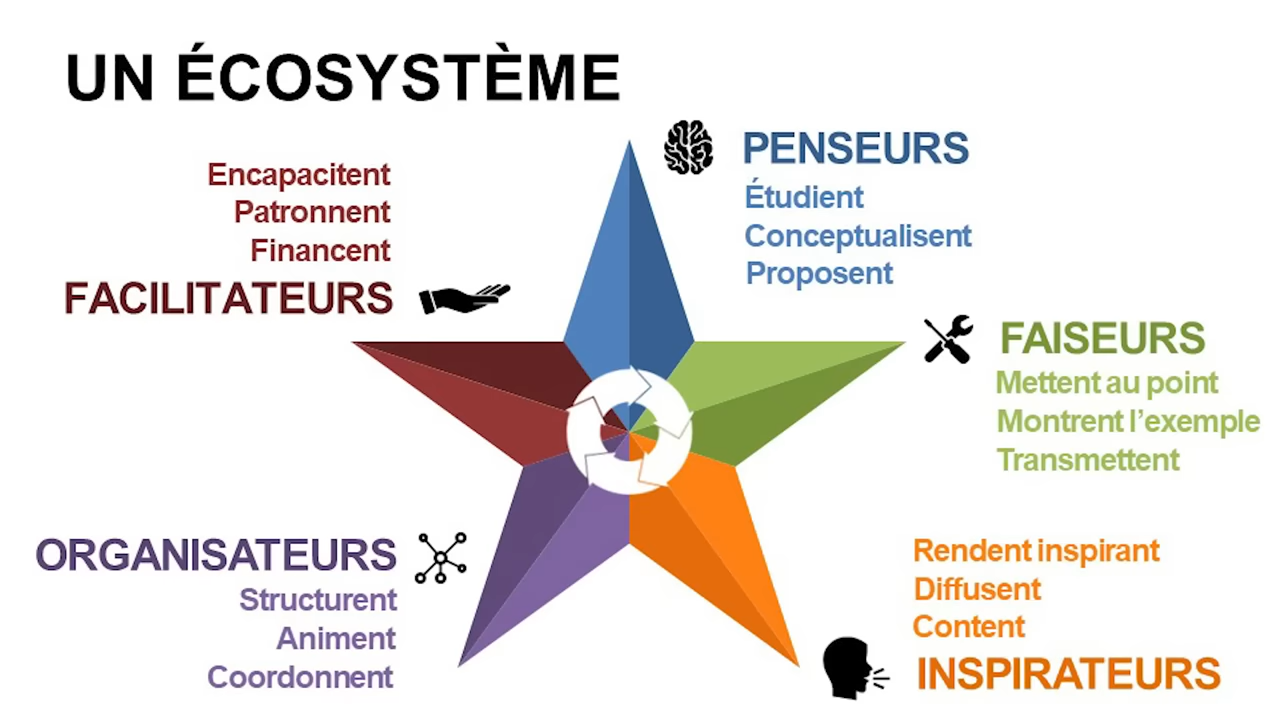 UN ÉCOSYSTÈME
PENSEURS
Étudient
Conceptualisent
Proposent
FAISEURS
Mettent au point
Montrent l'exemple
Transmettent
Rendent inspirant
Diffusent
Content
INSPIRATEURS
ORGANISATEURS
Structurent
Animent
Coordonnent
Encapacitent
Patronnent
Financent
FACILITATEURS